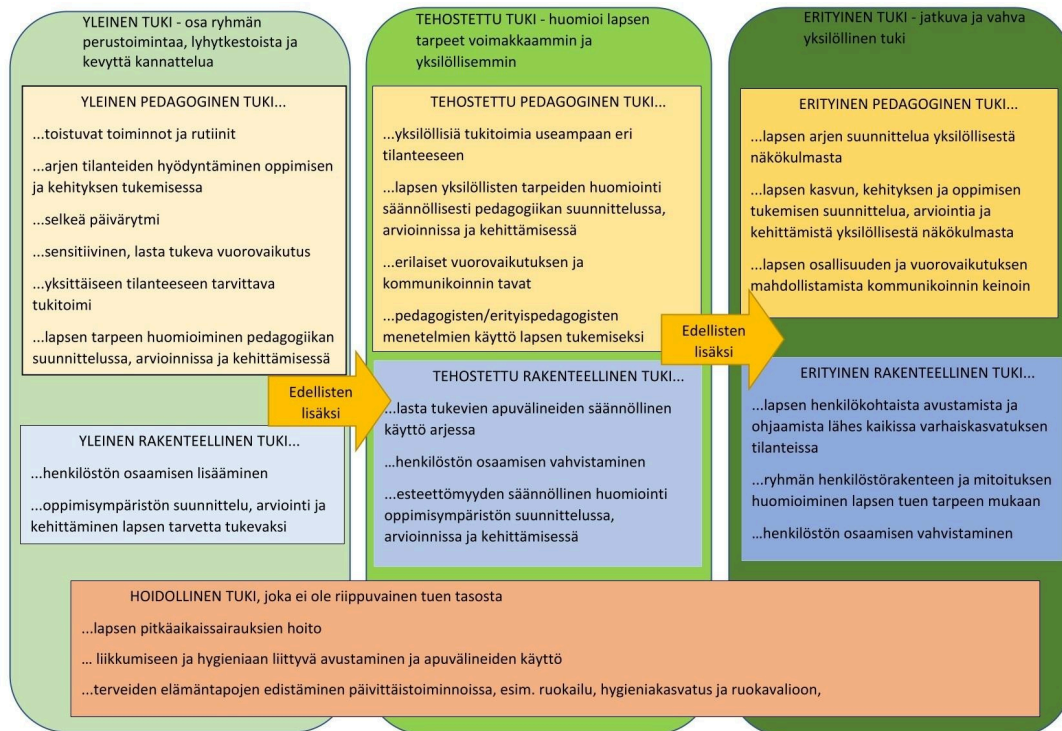 YLEINEN TUKI - osa ryhmän
perustoimintaa, lyhytkestoista ja
kevyttä kannattelua
YLEINEN PEDAGOGINEN TUKI...
...toistuvat toiminnot ja rutiinit
...arjen tilanteiden hyödyntäminen oppimisen
ja kehityksen tukemisessa
...selkeä päivärytmi
...sensitiivinen, lasta tukeva vuorovaikutus
...yksittäiseen tilanteeseen tarvittava
tukitoimi
...lapsen tarpeen huomioiminen pedagogiikan
suunnittelussa, arvioinnissa ja kehittämisessä
YLEINEN RAKENTEELLINEN TUKI...
...henkilöstön osaamisen lisääminen
...oppimisympäristön suunnittelu, arviointi ja
kehittäminen lapsen tarvetta tukevaksi
Edellisten
lisäksi
TEHOSTETTU TUKI - huomioi lapsen
tarpeet voimakkaammin ja
yksilöllisemmin
TEHOSTETTU PEDAGOGINEN TUKI...
...yksilöllisiä tukitoimia useampaan eri
tilanteeseen
...lapsen yksilöllisten tarpeiden huomiointi
säännöllisesti pedagogiikan suunnittelussa,
arvioinnissa ja kehittämisessä
...erilaiset vuorovaikutuksen ja
kommunikoinnin tavat
...pedagogisten/erityispedagogisten
menetelmien käyttö lapsen tukemiseksi
TEHOSTETTU RAKENTEELLINEN TUKI...
...lasta tukevien apuvälineiden säännöllinen
käyttö arjessa
...henkilöstön osaamisen vahvistaminen
...esteettömyyden säännöllinen huomiointi
oppimisympäristön suunnittelussa,
arvioinnissa ja kehittämisessä
Edellisten
lisäksi
ERITYINEN TUKI - jatkuva ja vahva
yksilöllinen tuki
ERITYINEN PEDAGOGINEN TUKI...
...lapsen arjen suunnittelua yksilöllisestä
näkökulmasta
...lapsen kasvun, kehityksen ja oppimisen
tukemisen suunnittelua, arviointia ja
kehittämistä yksilöllisestä näkökulmasta
...lapsen osallisuuden ja vuorovaikutuksen
mahdollistamista kommunikoinnin keinoin
ERITYINEN RAKENTEELLINEN TUKI...
...lapsen henkilökohtaista avustamista ja
ohjaamista lähes kaikissa varhaiskasvatuksen
tilanteissa
...ryhmän henkilöstörakenteen ja mitoituksen
huomioiminen lapsen tuen tarpeen mukaan
...henkilöstön osaamisen vahvistaminen
HOIDOLLINEN TUKI, joka ei ole riippuvainen tuen tasosta
...lapsen pitkäaikaissairauksien hoito
... liikkumiseen ja hygieniaan liittyvä avustaminen ja apuvälineiden käyttö
...terveiden elämäntapojen edistäminen päivittäistoiminnoissa, esim. ruokailu, hygieniakasvatus ja ruokavalioon,